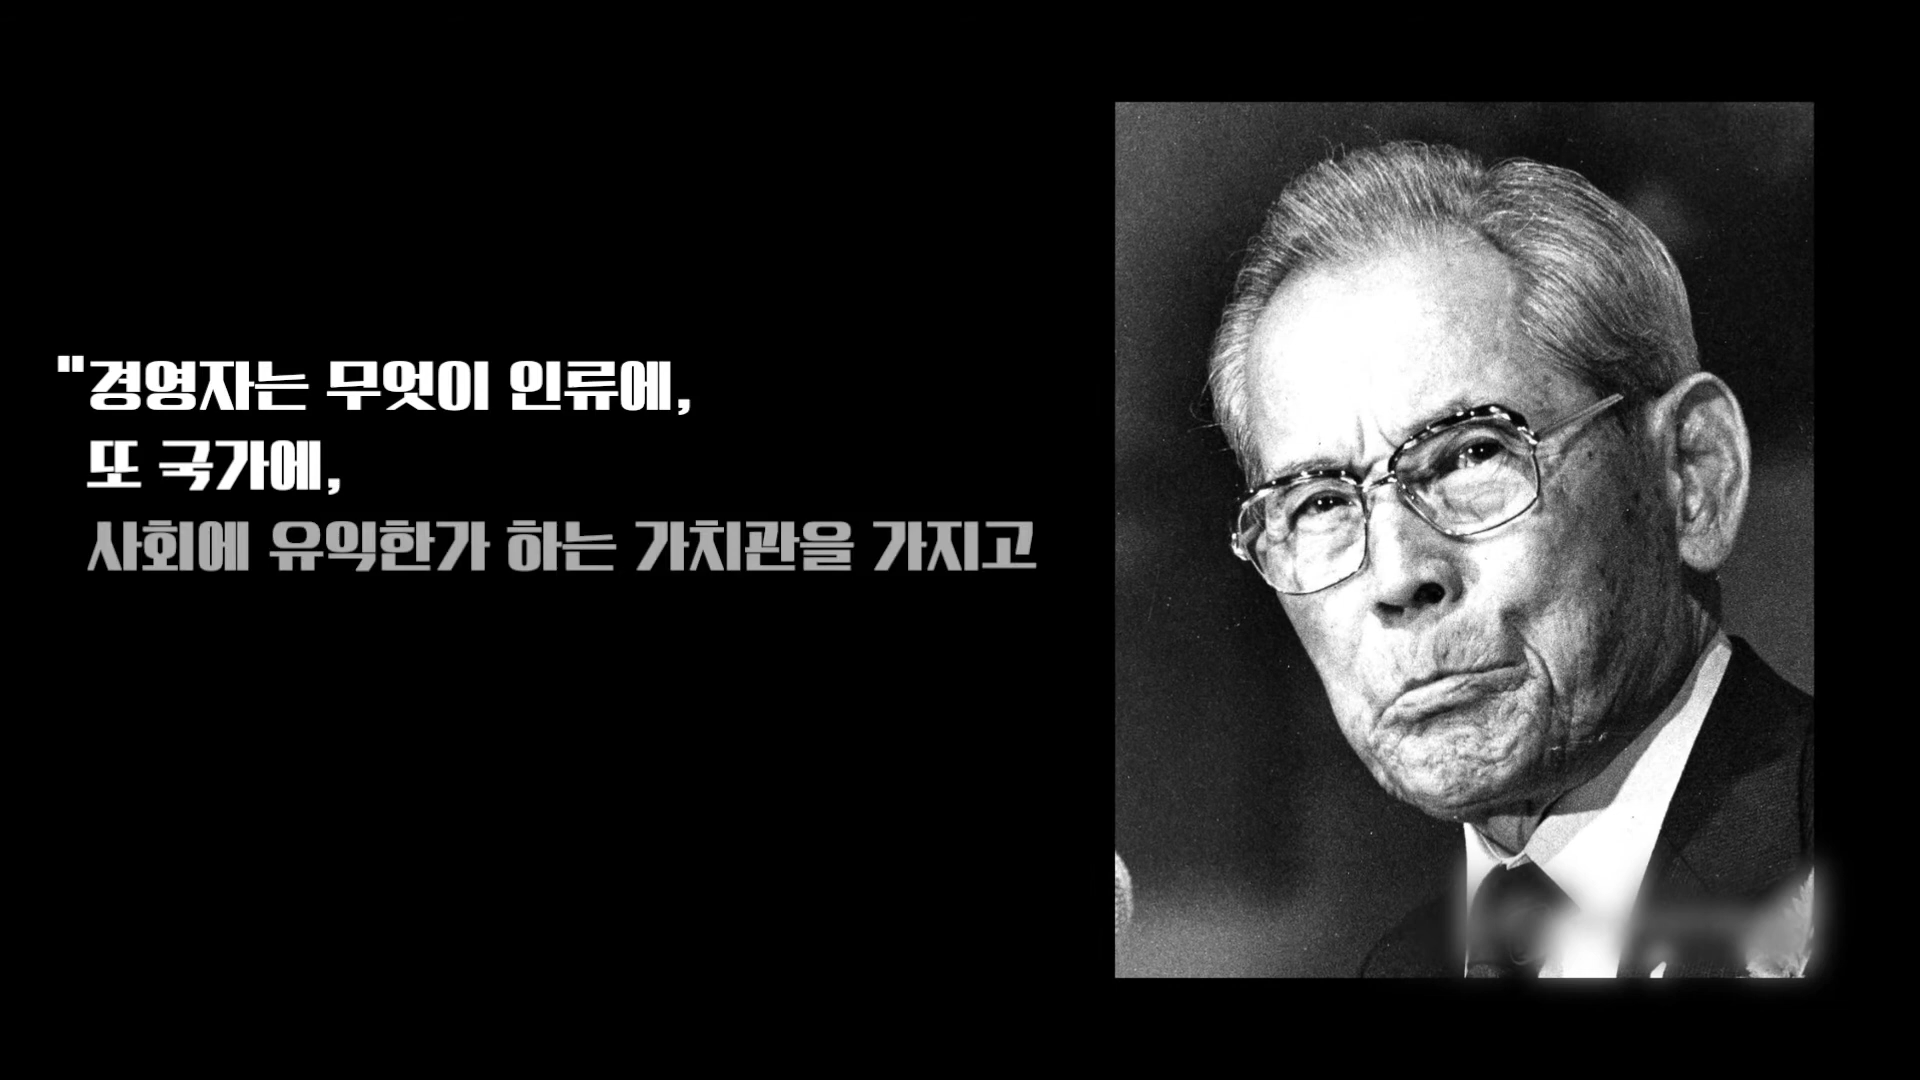 "경영자는 무엇이 인류에,
또 국가에,
사회에 유익한가 하는 가치관을 가지고